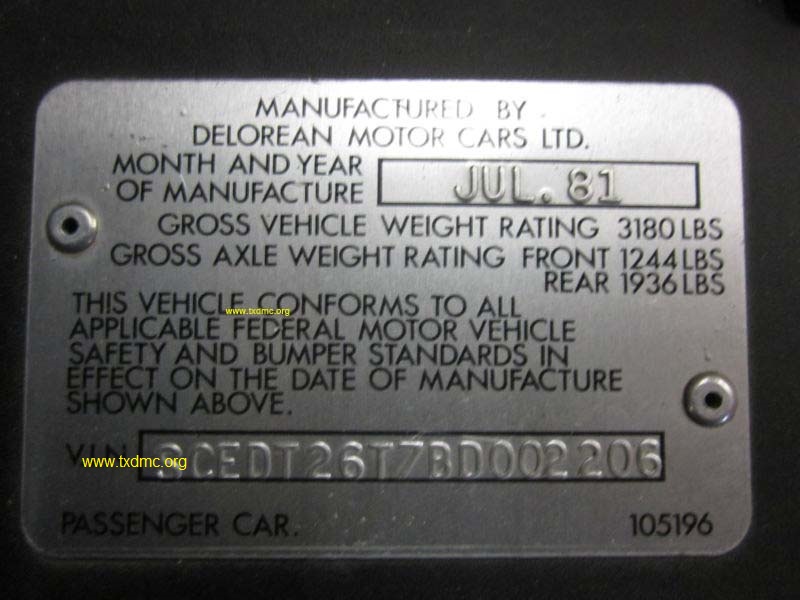 MANUFACTURED BY
DELOREAN MOTOR CARS LTD.
MONTH AND YEAR
OF MANUFACTURE JUL. 81
GROSS VEHICLE WEIGHT RATING 3180 LBS
GROSS AXLE WEIGHT RATING FRONT 1244 LBS
REAR 1936 LBS
THIS VEHICLE CONFORMS TO ALL
www.txdmc.org
APPLICABLE FEDERAL MOTOR VEHICLE
SAFETY AND BUMPER STANDARDS IN
EFFECT ON THE DATE OF MANUFACTURE
SHOWN ABOVE.
VIN SCEDT26T7BD002206
www.txdmc.org
PASSENGER CAR. 105196